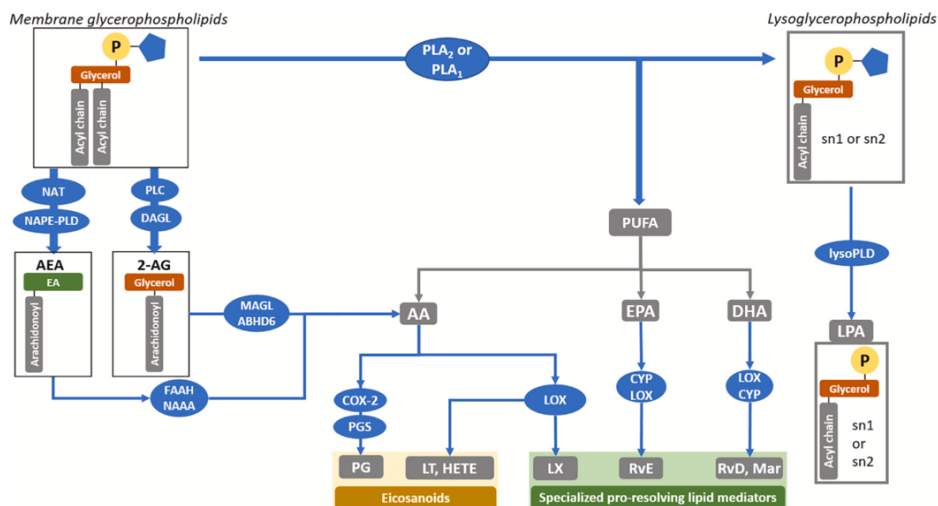 Membrane glycerophospholipids
Lysoglycerophospholipids
P
Glycerol
Acyl chain
Acyl chain
PLA2 or
PLA1
P
Glycerol
Acyl chain
sn1 or sn2
NAT
NAPE-PLD
PLC
DAGL
PUFA
lysoPLD
AEA
EA
Arachidonoyl
2-AG
Glycerol
Arachidonoyl
MAGL
ABHD6
AA
EPA
DHA
LPA
P
Glycerol
Acyl chain
sn1
or
sn2
FAAH
NAAA
COX-2
PGS
LOX
CYP
LOX
LOX
CYP
PG
LT, HETE
LX
RvE
RvD, Mar
Eicosanoids
Specialized pro-resolving lipid mediators